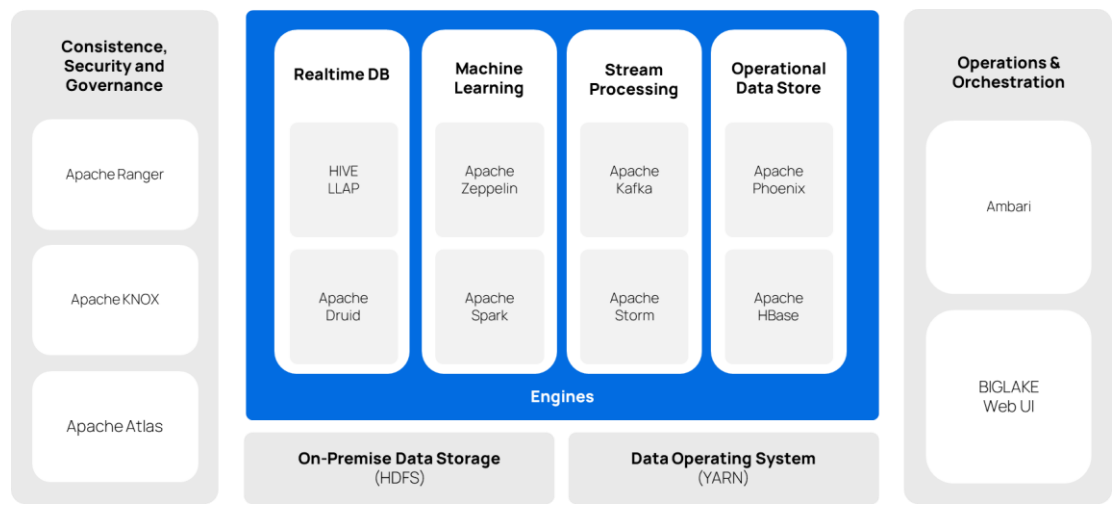 Consistence,
Security and
Governance
Apache Ranger
Apache KNOX
Apache Atlas
Realtime DB
HIVE
LLAP
Apache
Druid
Machine
Learning
Apache
Zeppelin
Apache
Spark
Stream
Processing
Apache
Kafka
Apache
Storm
Operational
Data Store
Apache
Phoenix
Apache
HBase
Engines
On-Premise Data Storage
(HDFS)
Data Operating System
(YARN)
Operations &
Orchestration
Ambari
BIGLAKE
Web UI